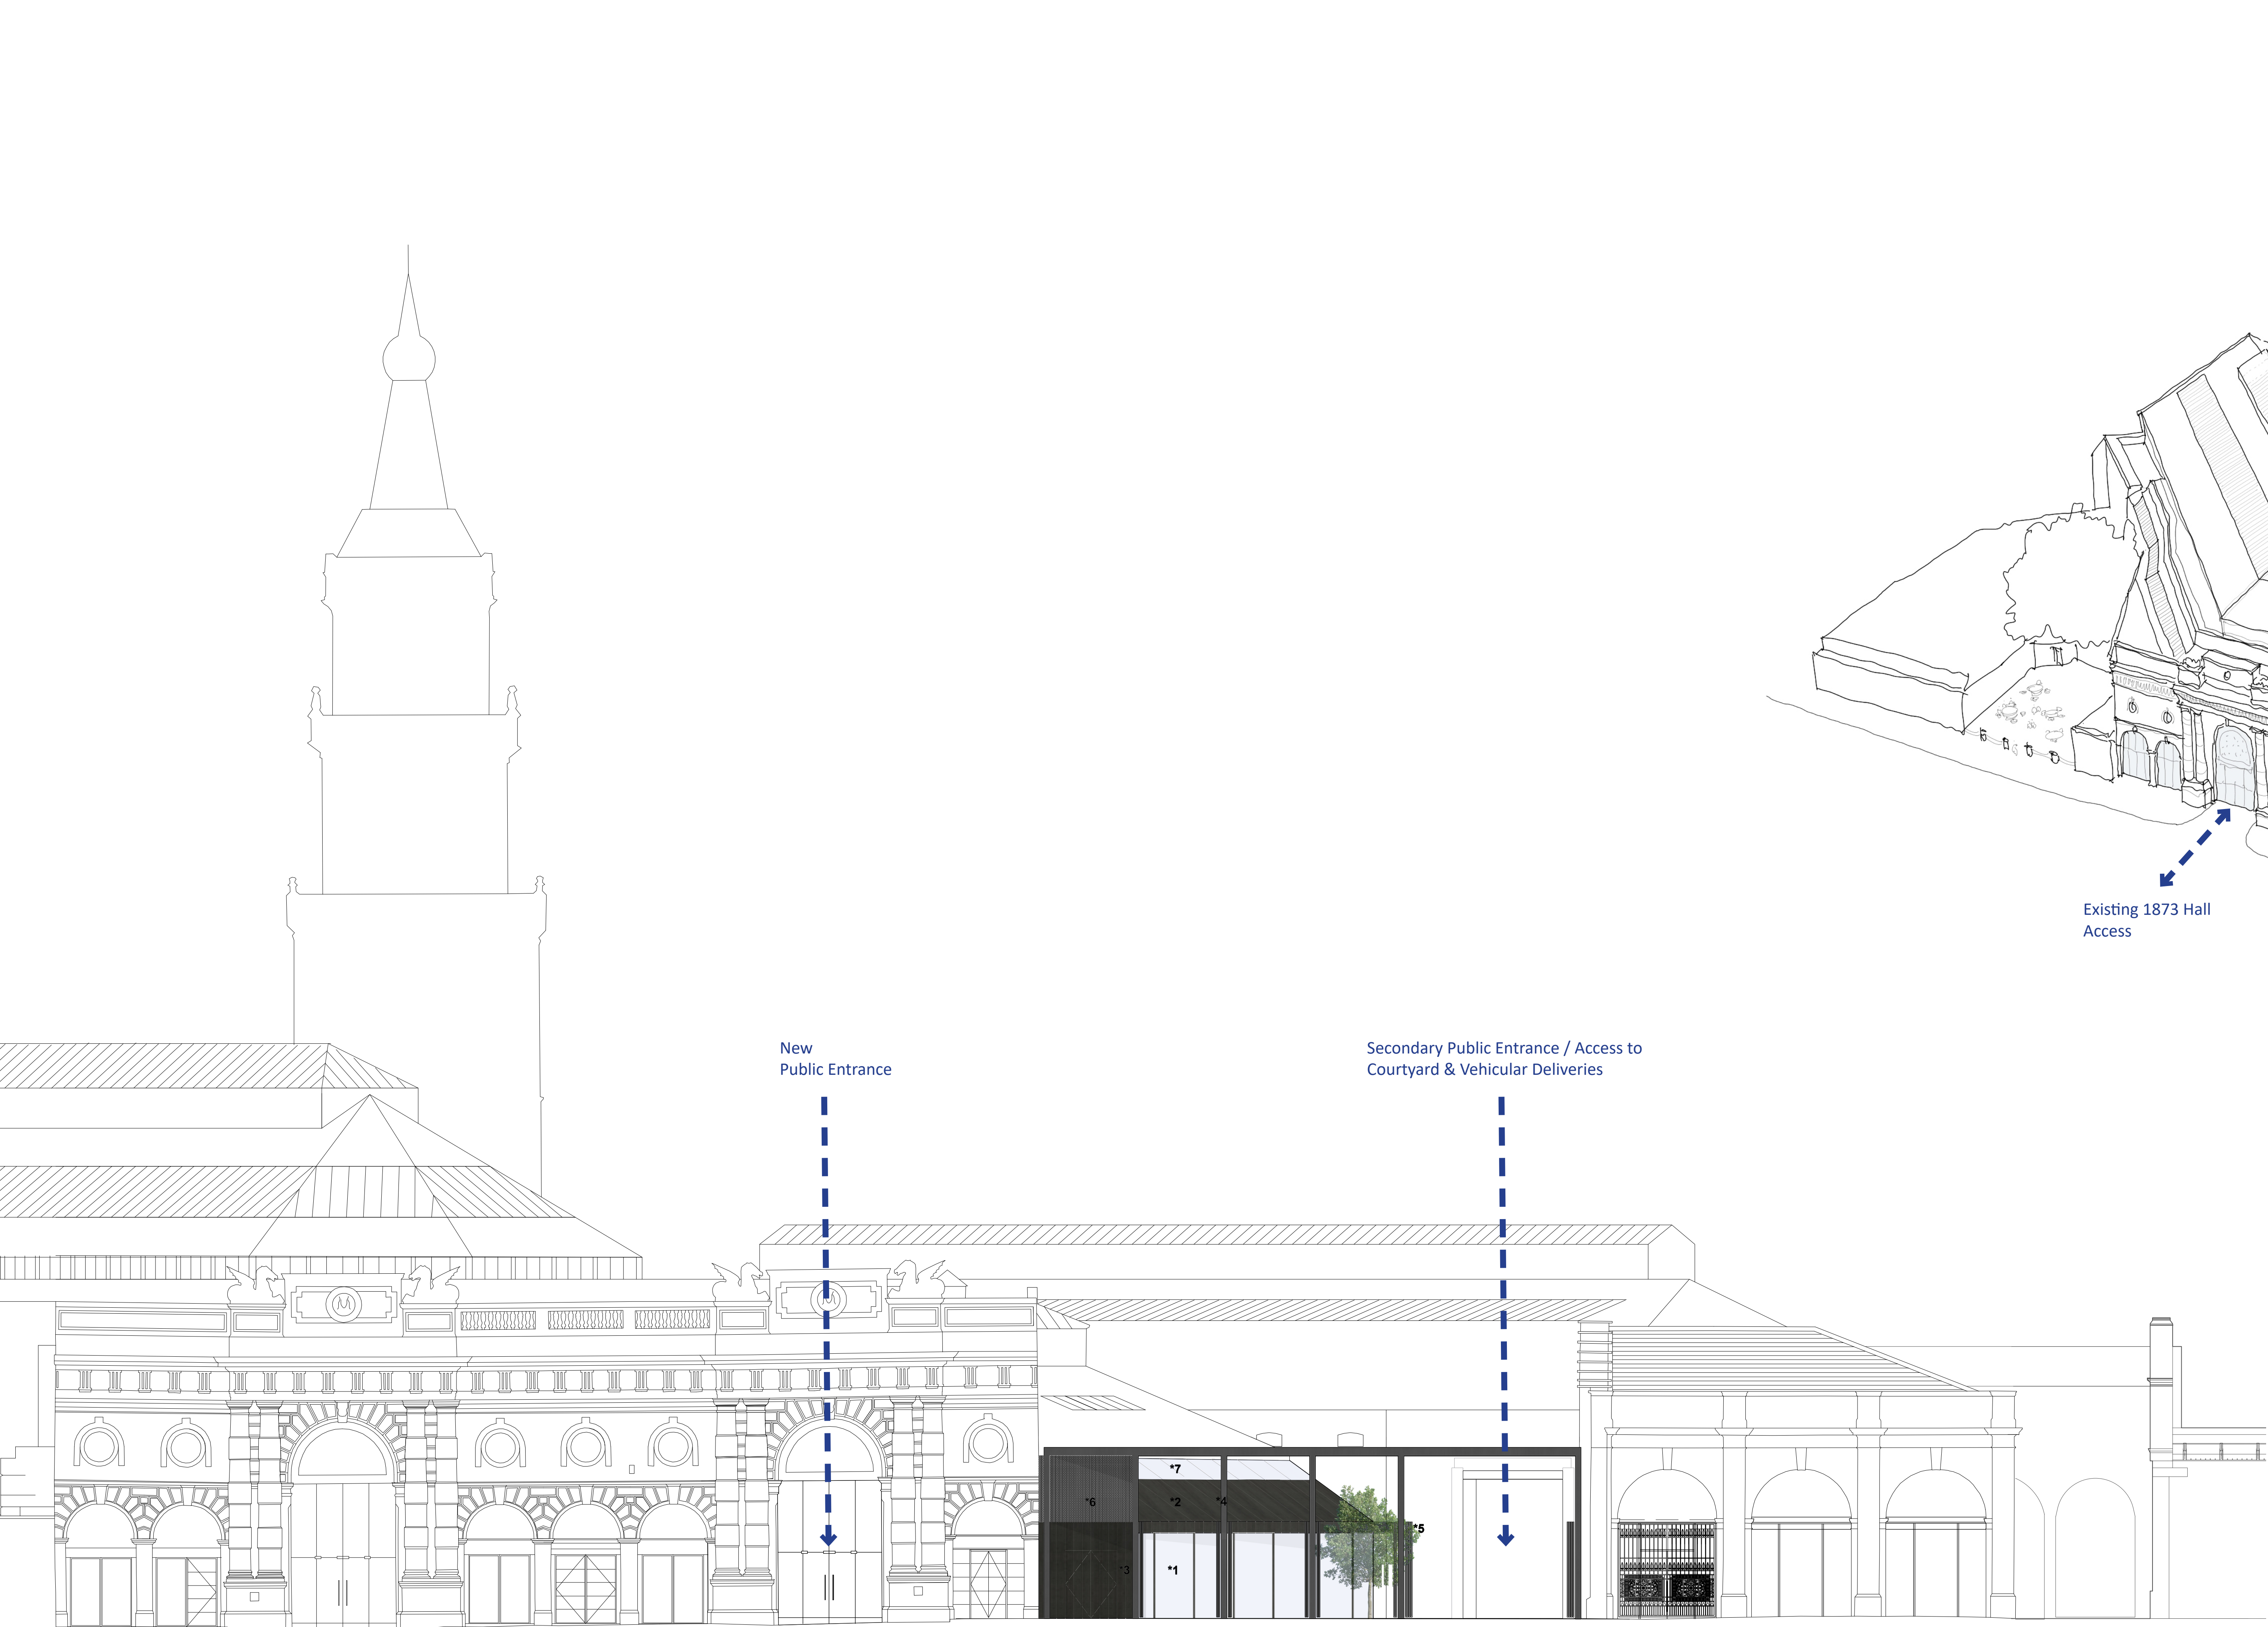 Existing 1873 Hall
Access
New
Public Entrance
Secondary Public Entrance / Access to
Courtyard & Vehicular Deliveries
M
M
*7
*6
*2
*4
*5
*3
*1